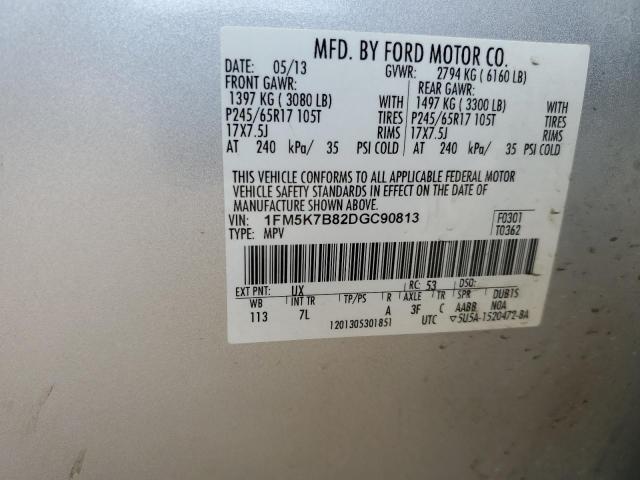 MFD. BY FORD MOTOR CO.
DATE: 05/13 GVWR: 2794 KG ( 6160 LB)
FRONT GAWR: REAR GAWR:
1397 KG ( 3080 LB) WITH 1497 KG ( 3300 LB) WITH
P245/65R17 105T TIRES P245/65R17 105T TIRES
17X7.5J RIMS 17X7.5J RIMS
AT 240 kPa/ 35 PSI COLD AT 240 kPa/ 35 PSI COLD
THIS VEHICLE CONFORMS TO ALL APPLICABLE FEDERAL MOTOR
VEHICLE SAFETY STANDARDS IN EFFECT ON THE DATE OF
MANUFACTURE SHOWN ABOVE.
VIN: 1FM5K7B82DGC90813 F0301
TYPE: MPV T0362
EXT PNT: UX RC: 53 DSO:
WB INT TR TP/PS R AXLE TR SPR DUBTS
113 7L A 3F C AABB N0A
1201305301851 UTC ▽5U5A-1520472-BA